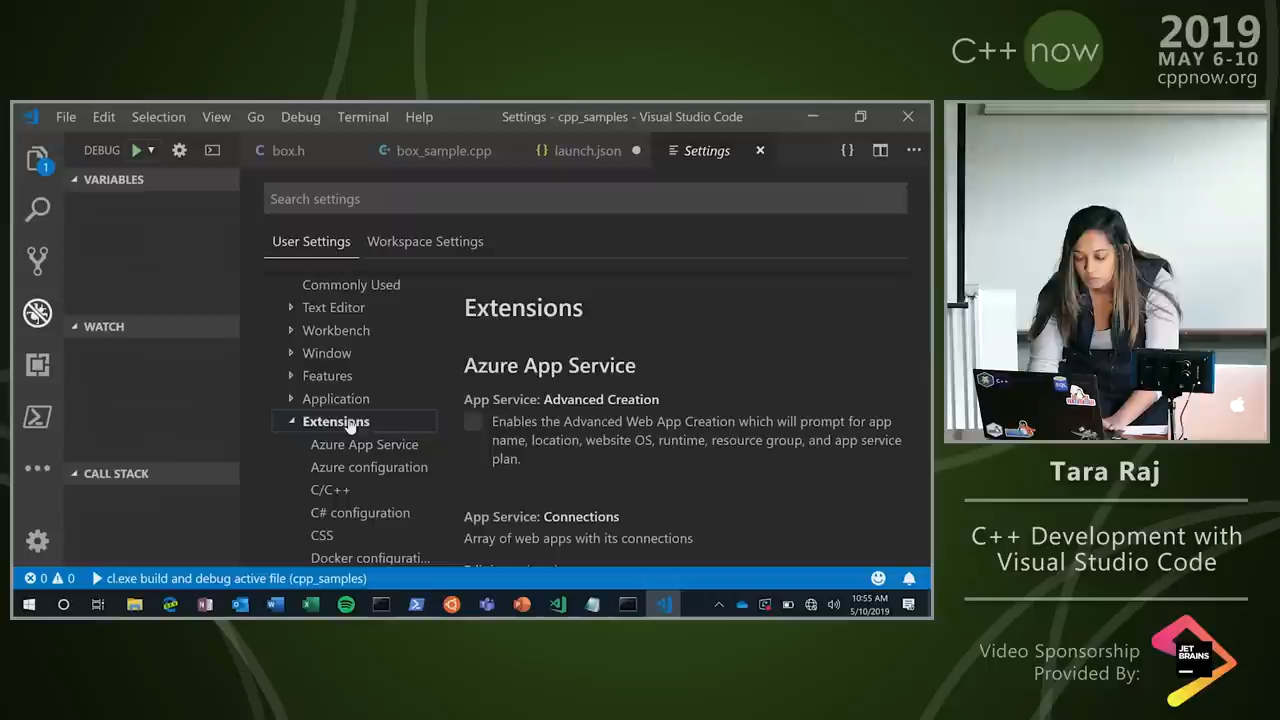 C++ now
2019
MAY 6-10
cppnow.org
File Edit Selection View Go Debug Terminal Help
Settings - cpp_samples - Visual Studio Code
DEBUG
box.h
box_sample.cpp
launch.json
Settings
1
VARIABLES
WATCH
CALL STACK
Search settings
User Settings
Workspace Settings
Commonly Used
Text Editor
Workbench
Window
Features
Application
Extensions
Azure App Service
Azure configuration
C/C++
C# configuration
CSS
Docker configurati...
Extensions
Azure App Service
App Service: Advanced Creation
Enables the Advanced Web App Creation which will prompt for app
name, location, website OS, runtime, resource group, and app service
plan.
App Service: Connections
Array of web apps with its connections
0 0 cl.exe build and debug active file (cpp_samples)
10:55 AM
5/10/2019
Tara Raj
C++ Development with
Visual Studio Code
Video Sponsorship
Provided By:
JET
BRAINS